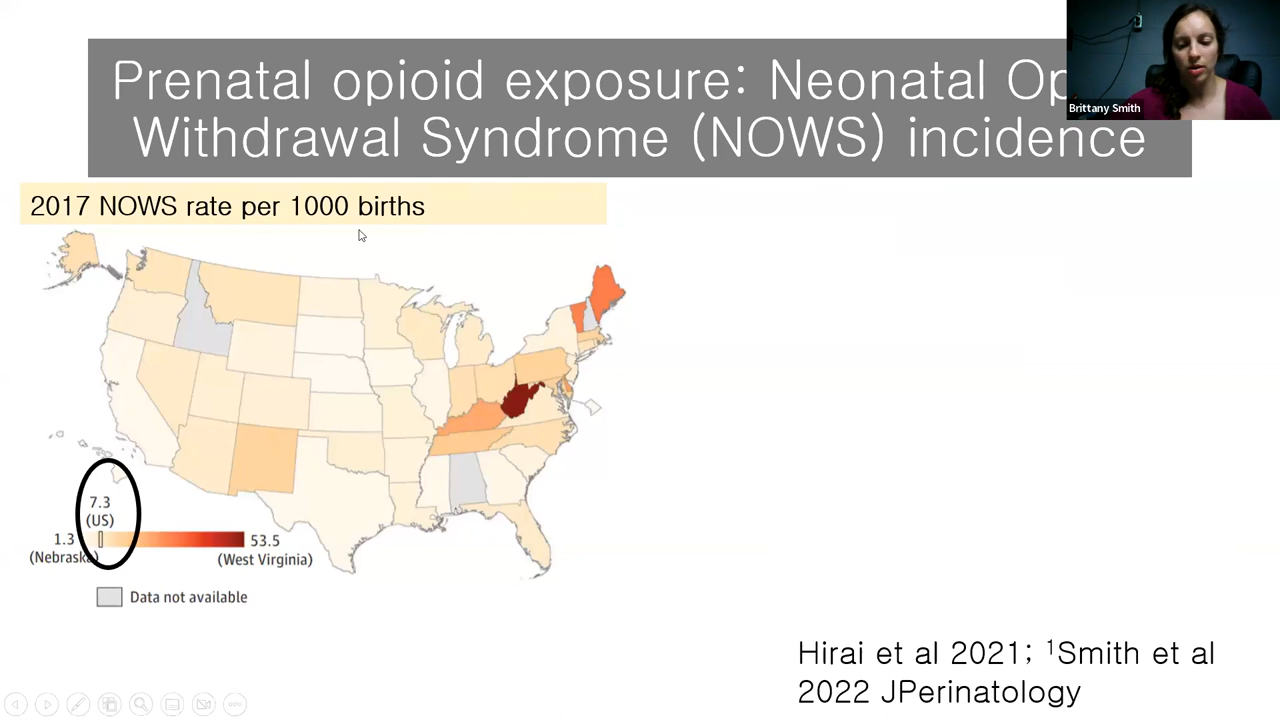 Prenatal opioid exposure: Neonatal Op
Brittany Smith
Withdrawal Syndrome (NOWS) incidence
2017 NOWS rate per 1000 births
7.3
(US)
1.3
53.5
(Nebraska)
(West Virginia)
Data not available
Hirai et al 2021; ¹Smith et al
2022 JPerinatology